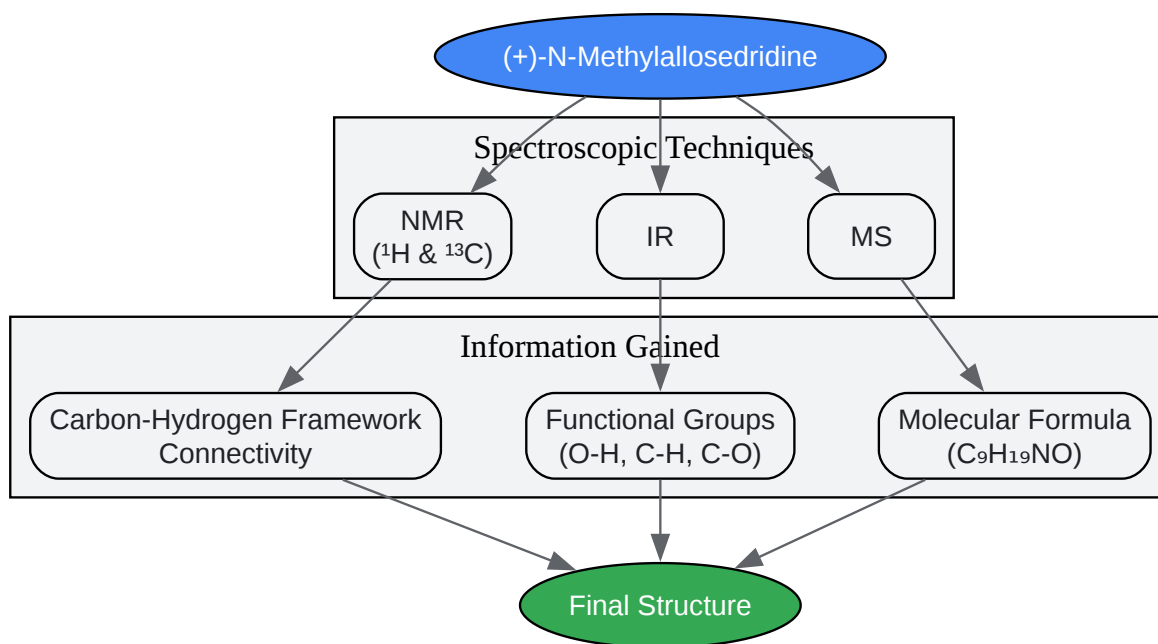 (+)-N-Methylallosedridine
Spectroscopic Techniques
NMR
(¹H & ¹³C)
IR
MS
Information Gained
Carbon-Hydrogen Framework
Connectivity
Functional Groups
(O-H, C-H, C-O)
Molecular Formula
(C₉H₁₉NO)
Final Structure